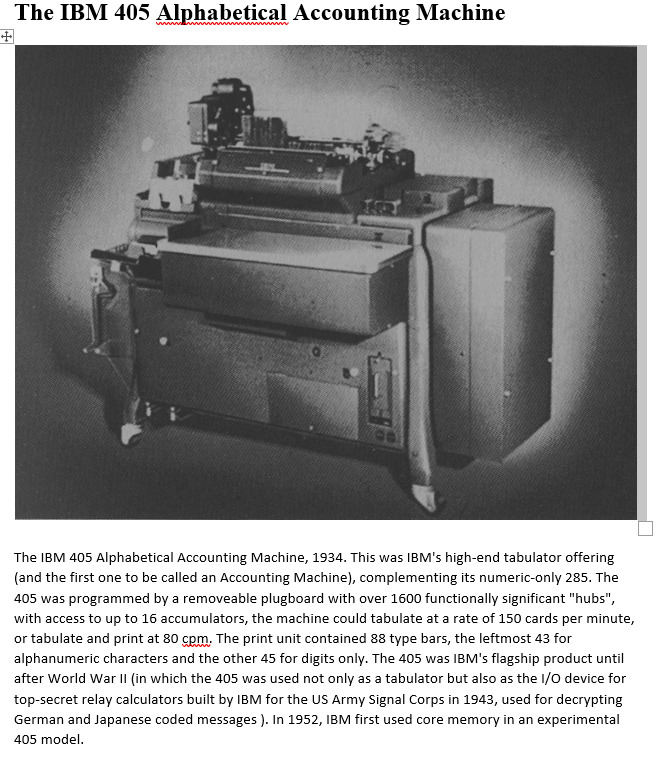 The IBM 405 Alphabetical Accounting Machine
The IBM 405 Alphabetical Accounting Machine, 1934. This was IBM's high-end tabulator offering
(and the first one to be called an Accounting Machine), complementing its numeric-only 285. The
405 was programmed by a removeable plugboard with over 1600 functionally significant "hubs",
with access to up to 16 accumulators, the machine could tabulate at a rate of 150 cards per minute,
or tabulate and print at 80 cpm. The print unit contained 88 type bars, the leftmost 43 for
alphanumeric characters and the other 45 for digits only. The 405 was IBM's flagship product until
after World War II (in which the 405 was used not only as a tabulator but also as the I/O device for
top-secret relay calculators built by IBM for the US Army Signal Corps in 1943, used for decrypting
German and Japanese coded messages ). In 1952, IBM first used core memory in an experimental
405 model.